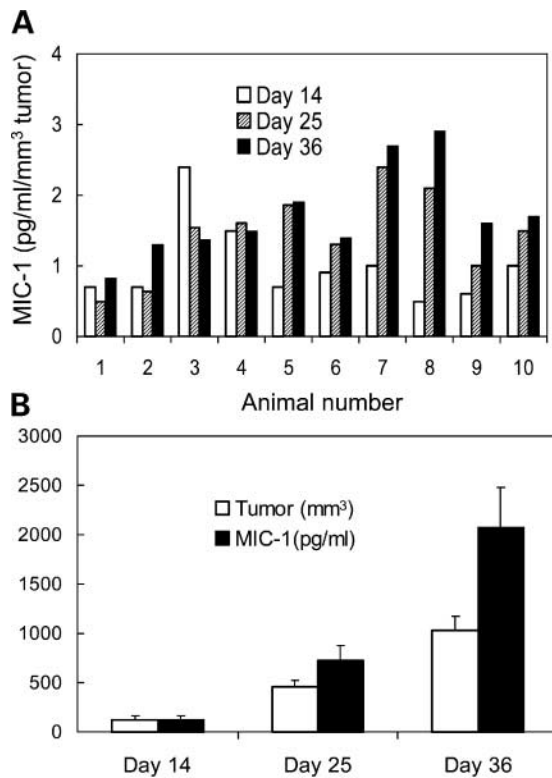 A
MIC-1 (pg/ml/mm³ tumor)
4
3
2
1
0
Day 14
Day 25
Day 36
1 2 3 4 5 6 7 8 9 10
Animal number
B
3000
2500
2000
1500
1000
500
0
Tumor (mm³)
MIC-1(pg/ml)
Day 14 Day 25 Day 36